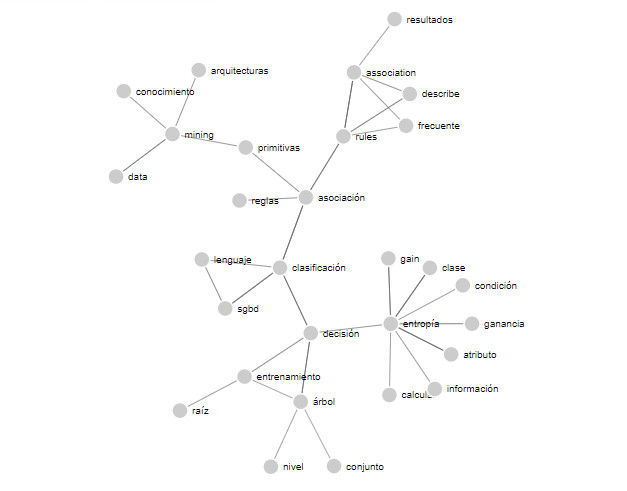 resultados
arquitecturas
association
conocimiento
describe
frecuente
mining
rules
primitivas
data
reglas
asociación
lenguaje
gain
clasificación
clase
condición
sgbd
entropía
ganancia
decisión
atributo
entrenamiento
información
calcula
árbol
raíz
nivel
conjunto